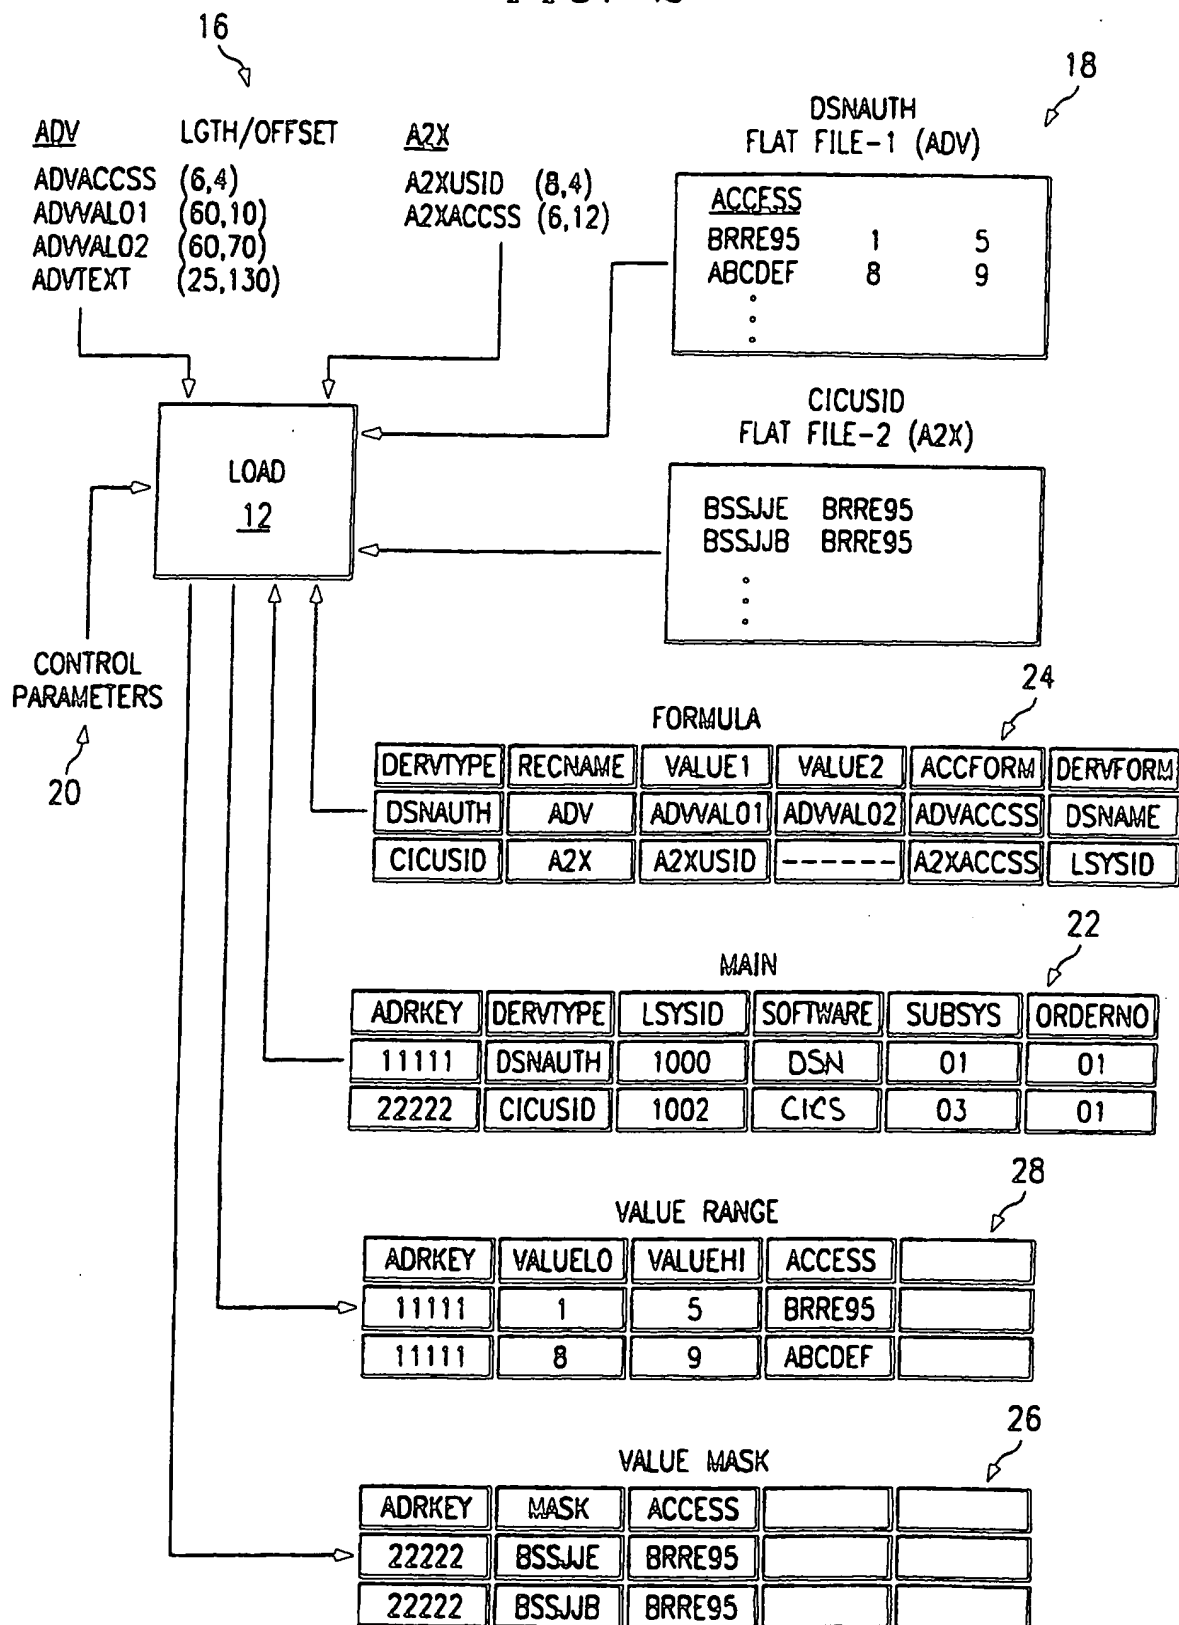 16
18
ADV LGTH/OFFSET A2X
ADVACCSS (6,4)
ADVVAL01 (60,10)
ADVVAL02 (60,70)
ADVTEXT (25,130)
A2XUSID (8,4)
A2XACCSS (6,12)
DSNAUTH
FLAT FILE-1 (ADV)
ACCESS
BRRE95 1 5
ABCDEF 8 9
CICUSID
FLAT FILE-2 (A2X)
BSSJJE BRRE95
BSSJJB BRRE95
LOAD
12
CONTROL
PARAMETERS
20
24
FORMULA
DERVTYPE RECNAME VALUE1 VALUE2 ACCFORM DERVFORM
DSNAUTH ADV ADVVAL01 ADVVAL02 ADVACCSS DSNAME
CICUSID A2X A2XUSID ------ A2XACCSS LSYSID
22
MAIN
ADRKEY DERVTYPE LSYSID SOFTWARE SUBSYS ORDERNO
11111 DSNAUTH 1000 DSN 01 01
22222 CICUSID 1002 CICS 03 01
28
VALUE RANGE
ADRKEY VALUELO VALUEHI ACCESS
11111 1 5 BRRE95
11111 8 9 ABCDEF
26
VALUE MASK
ADRKEY MASK ACCESS
22222 BSSJJE BRRE95
22222 BSSJJB BRRE95